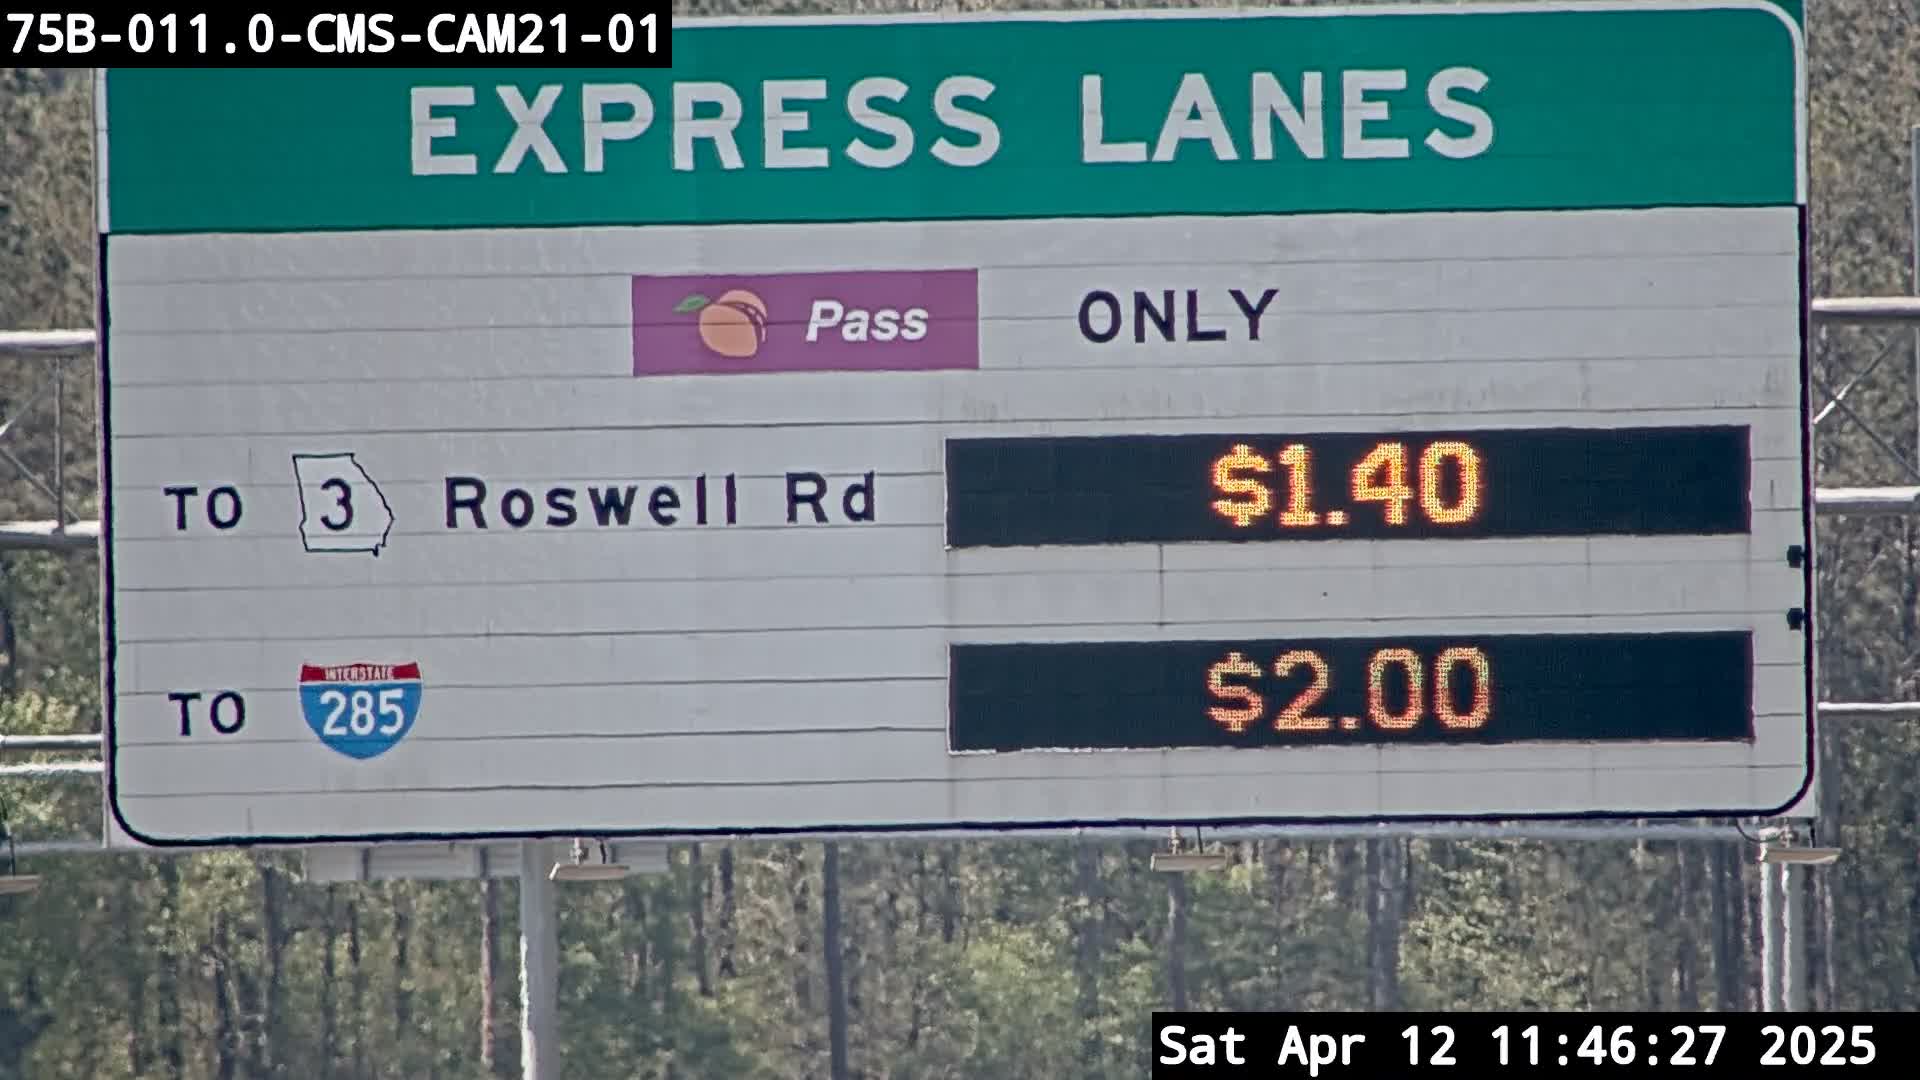 75B-011.0-CMS-CAM21-01
EXPRESS LANES
Pass ONLY
TO 3 Roswell Rd $1.40
TO INTERSTATE 285 $2.00
Sat Apr 12 11:46:27 2025